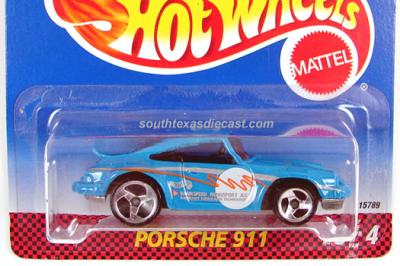 Hot Wheels
MATTEL
southtexasdiecast.com
15789
4
PORSCHE 911